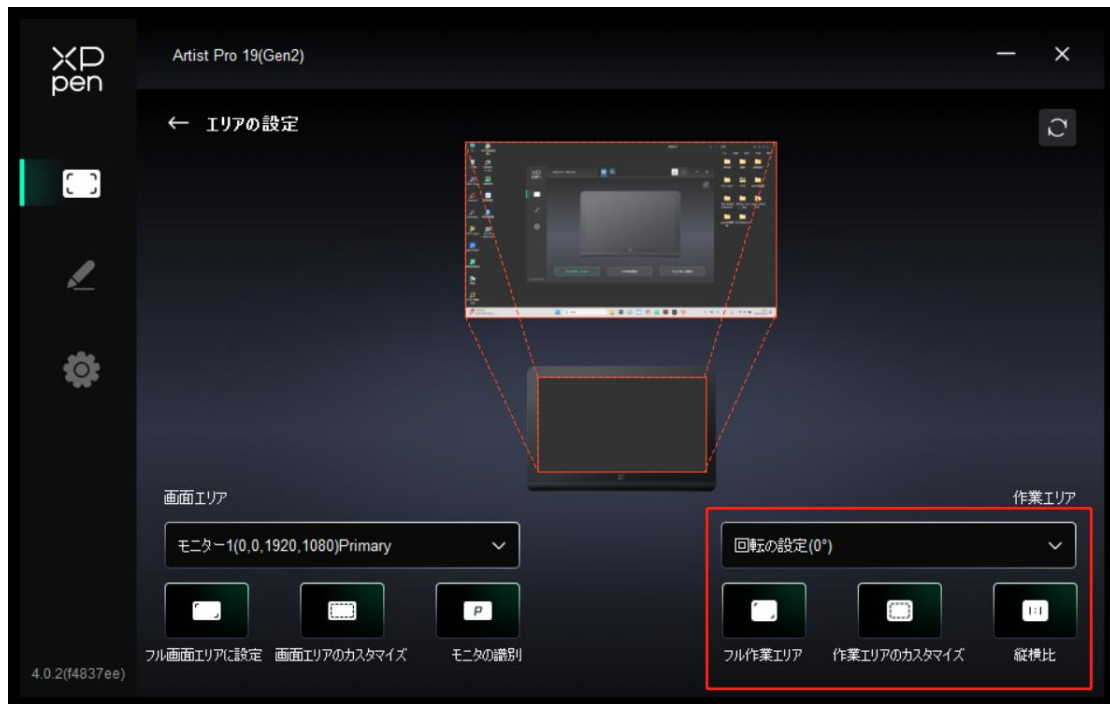 XP
pen
Artist Pro 19(Gen2)
エリアの設定
画面エリア
作業エリア
モニター1(0,0,1920,1080)Primary
回転の設定(0°)
P
1:1
フル画面エリアに設定
画面エリアのカスタマイズ
モニタの識別
フル作業エリア
作業エリアのカスタマイズ
縦横比
4.0.2(f4837ee)